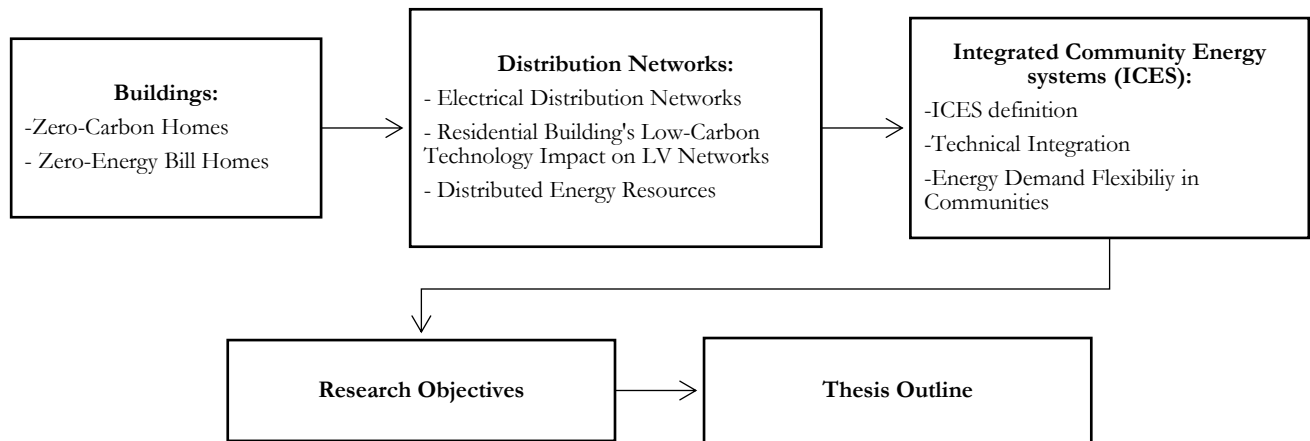 Buildings:
-Zero-Carbon Homes
- Zero-Energy Bill Homes
Distribution Networks:
- Electrical Distribution Networks
- Residential Building's Low-Carbon
Technology Impact on LV Networks
- Distributed Energy Resources
Integrated Community Energy
systems (ICES):
-ICES definition
-Technical Integration
-Energy Demand Flexibiliy in
Communities
Research Objectives
Thesis Outline